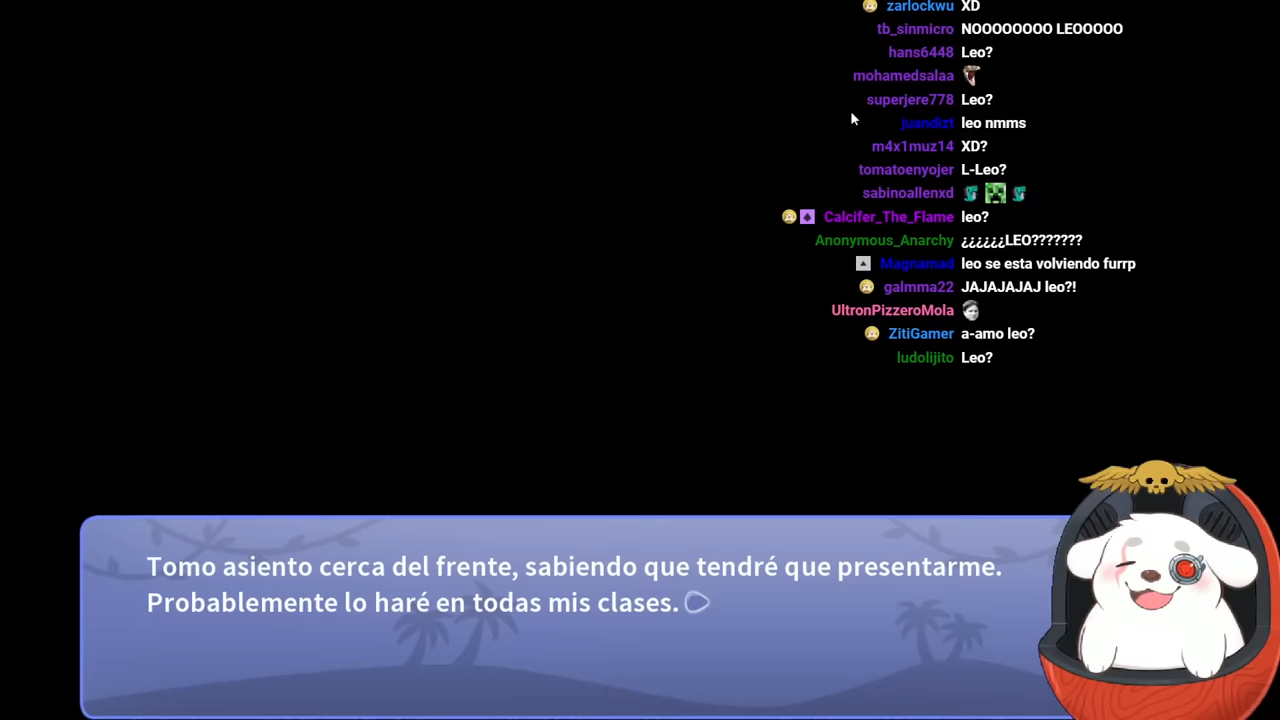 zarlockwu XD
tb_sinmicro NOOOOOOOO LEOOOOO
hans6448 Leo?
mohamedsalaa
superjere778 Leo?
juandizt leo nmms
m4x1muz14 XD?
tomatoenyojer L-Leo?
sabinoallenxd
Calcifer_The_Flame leo?
Anonymous_Anarchy ¿¿¿¿¿¿LEO???????
Magnamad leo se esta volviendo furrp
galmma22 JAJAJAJAJ leo?!
UltronPizzeroMola
ZitiGamer a-amo leo?
ludolijito Leo?
Tomo asiento cerca del frente, sabiendo que tendré que presentarme.
Probablemente lo haré en todas mis clases.